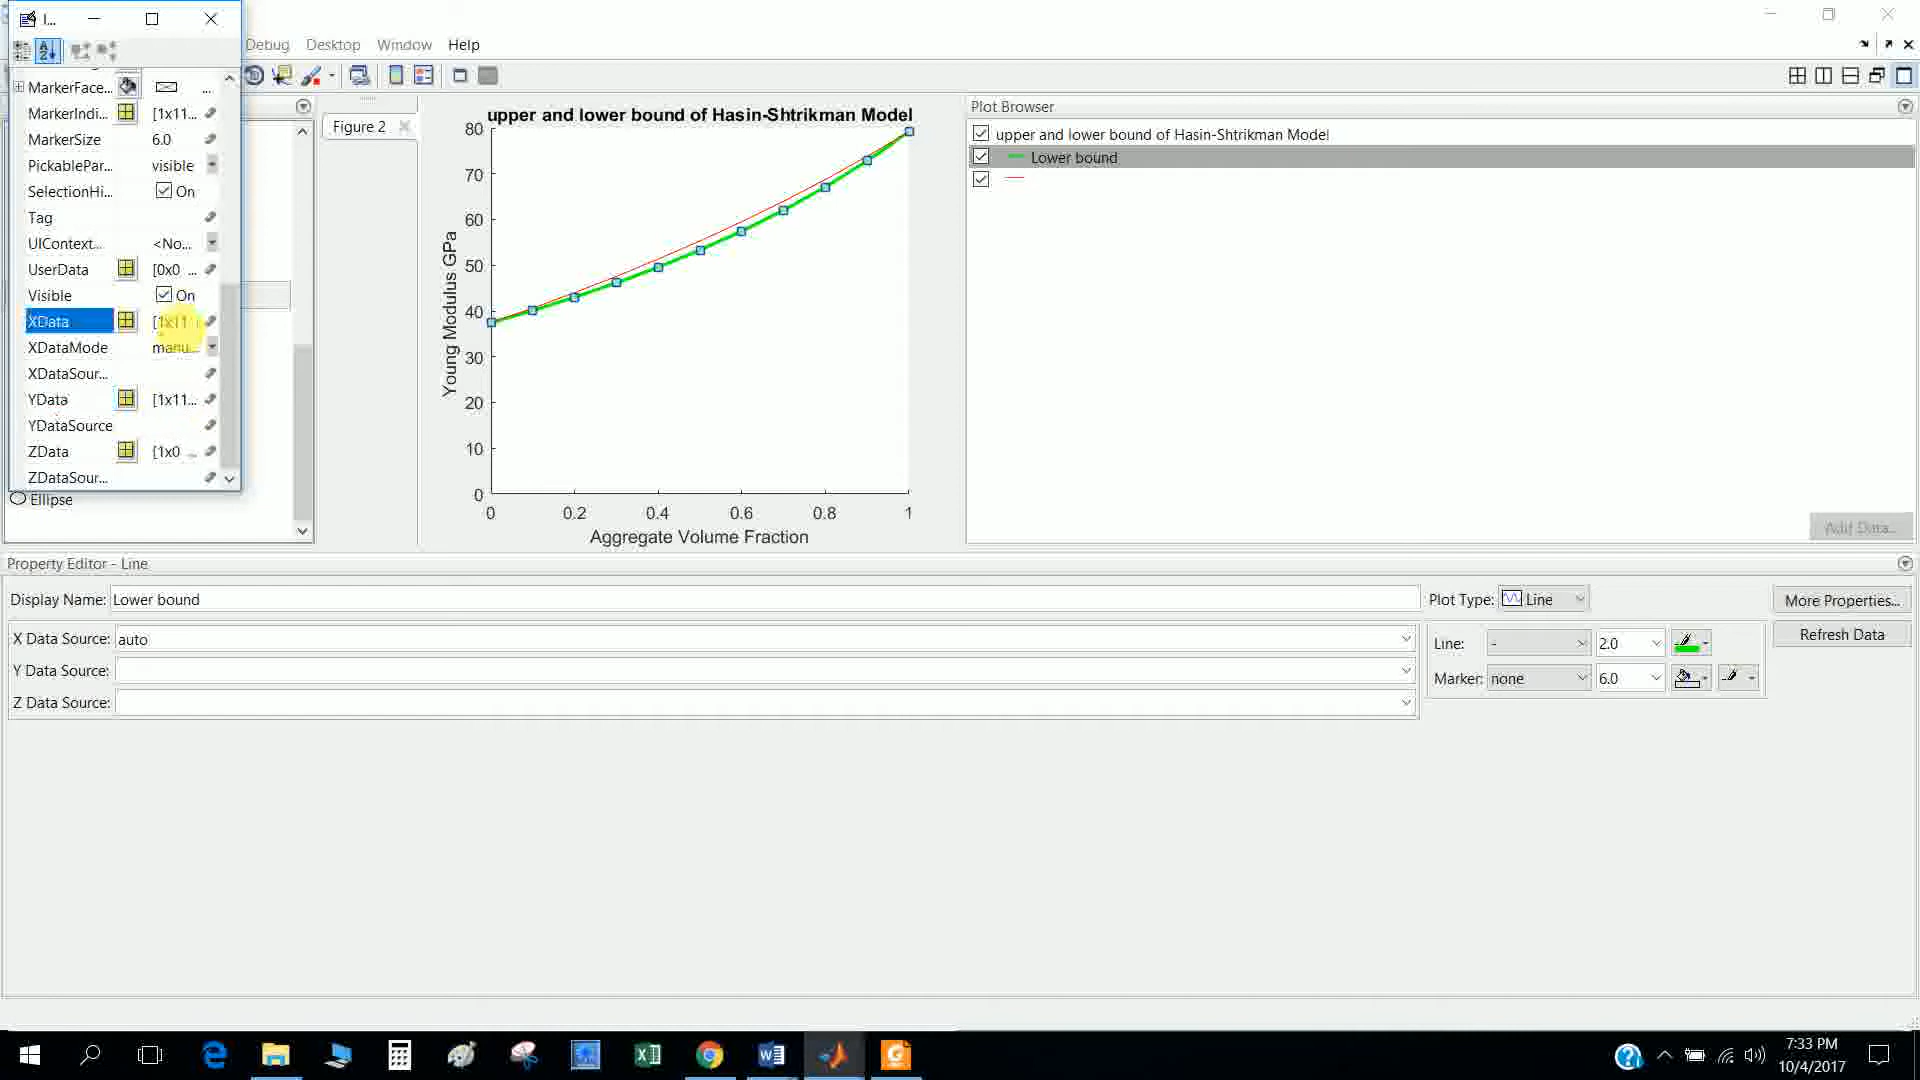 I...
Debug Desktop Window Help
MarkerFace... ...
MarkerIndi... [1x11...
MarkerSize 6.0
PickablePar... visible
SelectionHi... On
Tag
UIContext... <No...
UserData [0x0 ...
Visible On
XData [1x11
XDataMode manu...
XDataSour...
YData [1x11...
YDataSource
ZData [1x0 ...
ZDataSour...
Ellipse
Figure 2
upper and lower bound of Hasin-Shtrikman Model
80
70
60
50
40
30
20
10
0
0 0.2 0.4 0.6 0.8 1
Young Modulus GPa
Aggregate Volume Fraction
Plot Browser
upper and lower bound of Hasin-Shtrikman Model
Lower bound
Add Data...
Property Editor - Line
Display Name: Lower bound
Plot Type: Line
More Properties...
X Data Source: auto
Line: - 2.0
Refresh Data
Y Data Source:
Marker: none 6.0
Z Data Source:
7:33 PM
10/4/2017